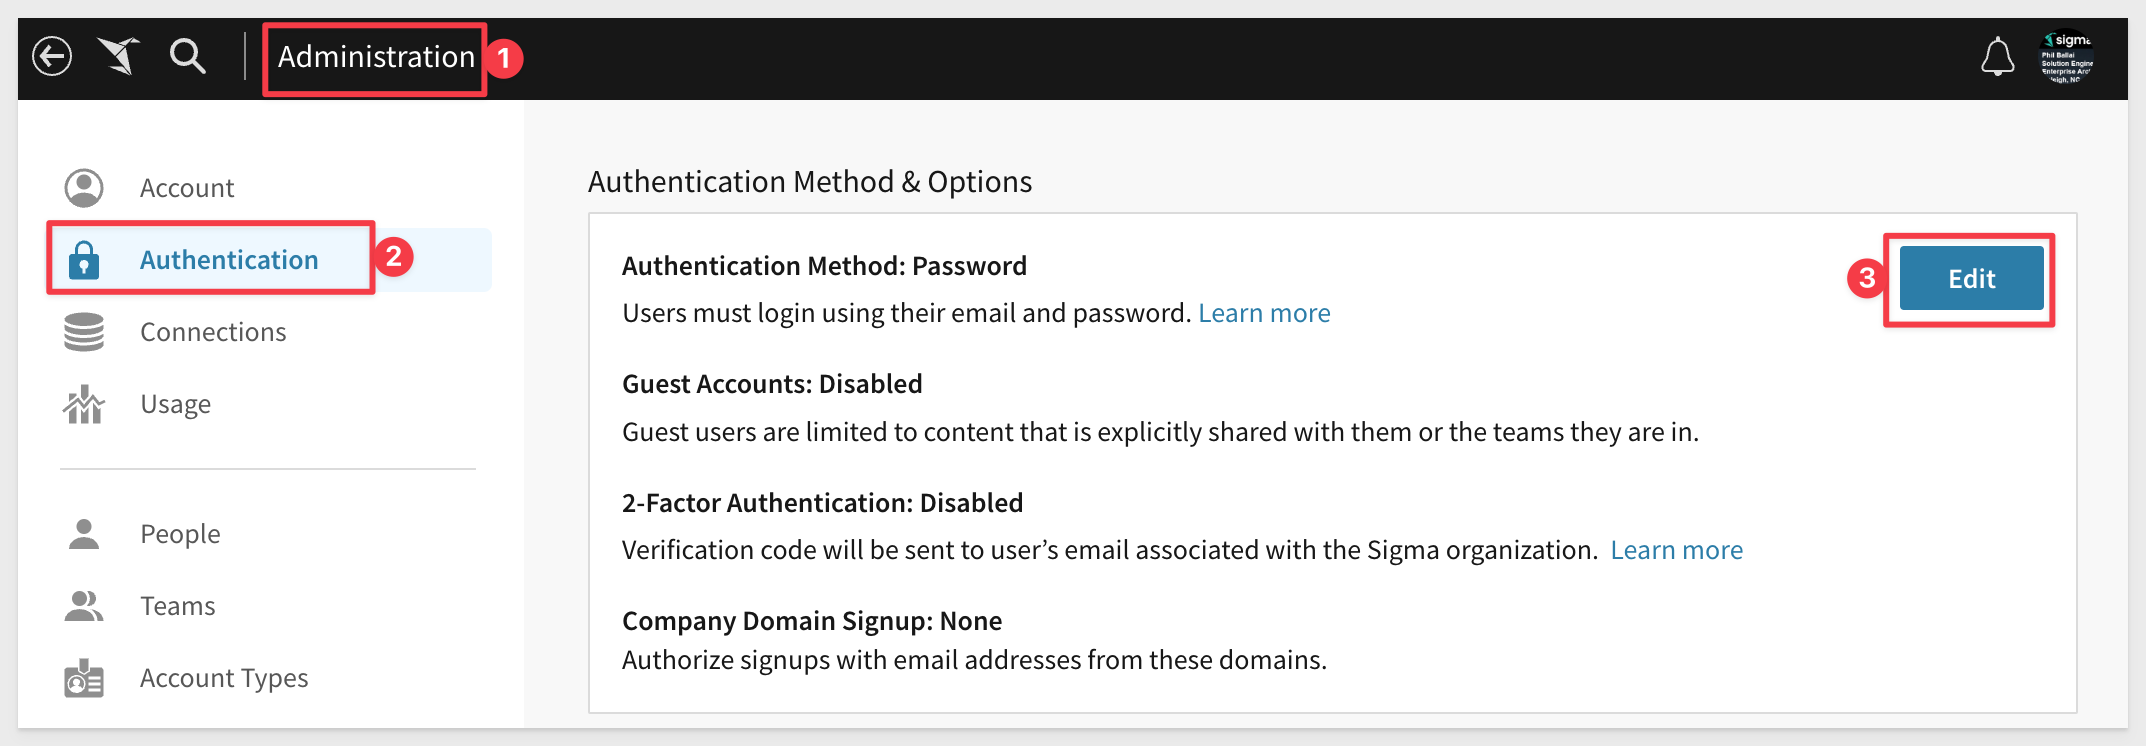 Administration 1
sigma
Phil Ballai
Solution Engine
Enterprise Arc
leigh, NC
Account
Authentication 2
Connections
Usage
People
Teams
Account Types
Authentication Method & Options
Authentication Method: Password
3 Edit
Users must login using their email and password. Learn more
Guest Accounts: Disabled
Guest users are limited to content that is explicitly shared with them or the teams they are in.
2-Factor Authentication: Disabled
Verification code will be sent to user’s email associated with the Sigma organization. Learn more
Company Domain Signup: None
Authorize signups with email addresses from these domains.